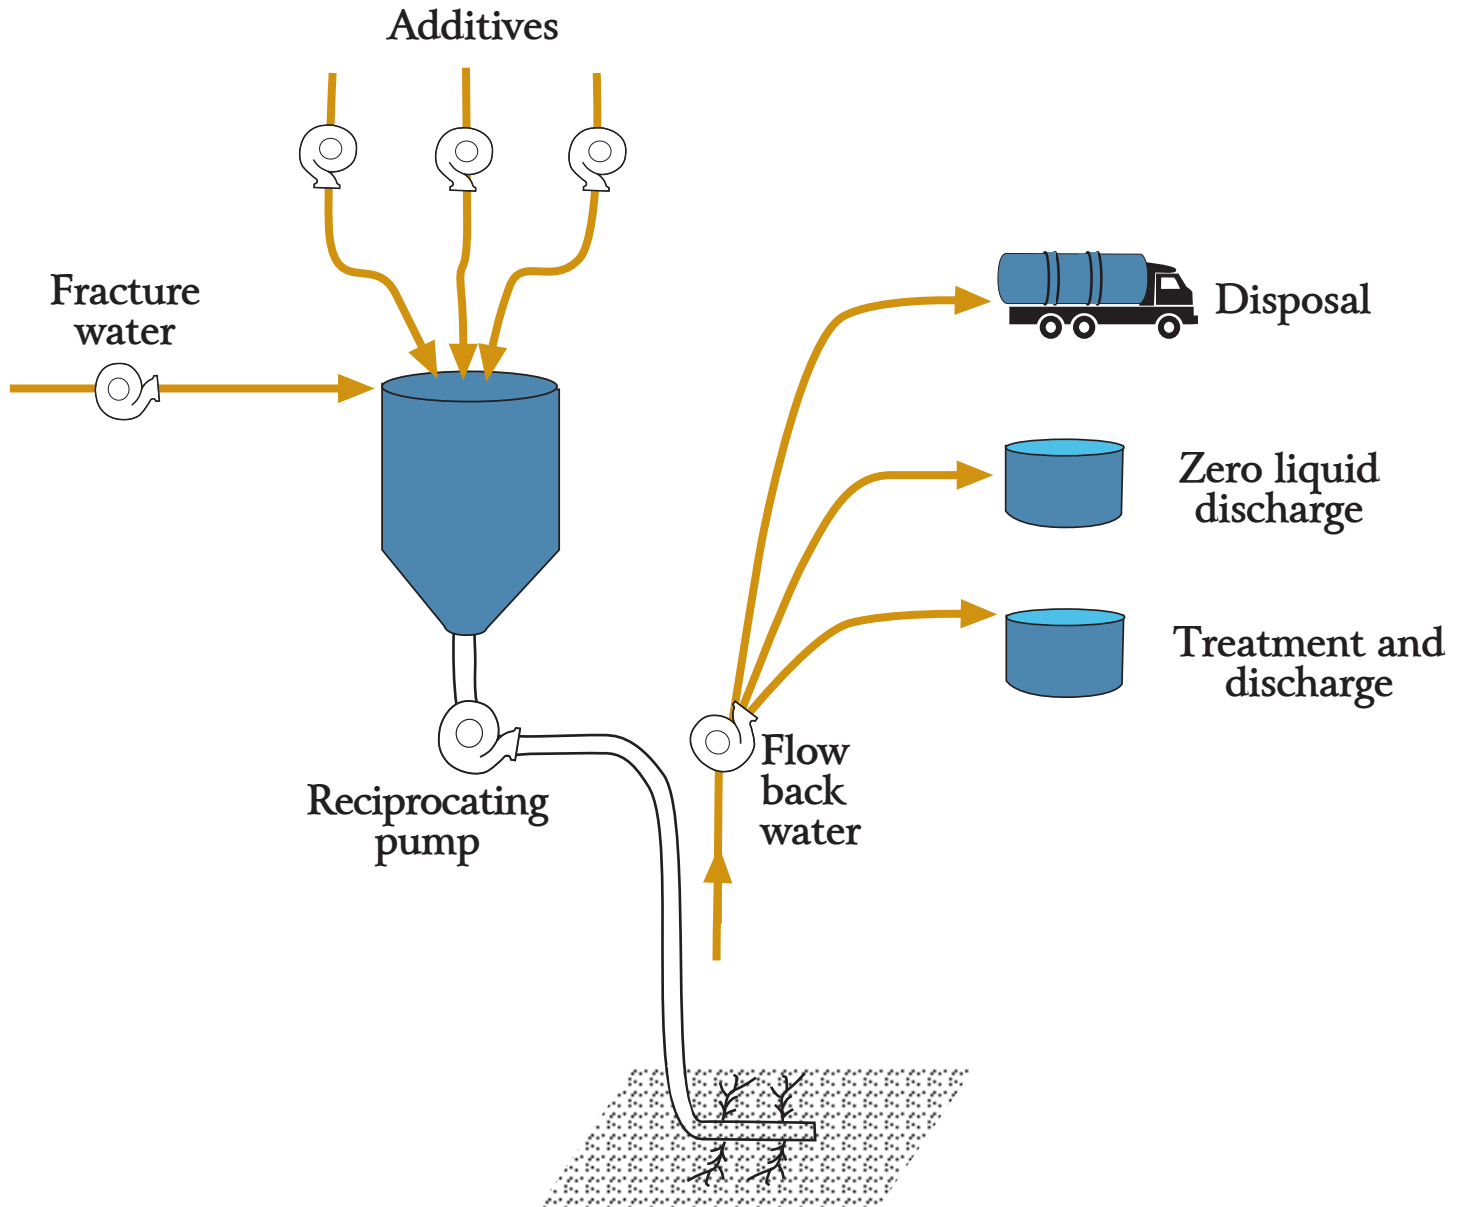 Additives
Fracture
water
Disposal
Zero liquid
discharge
Treatment and
discharge
Flow
back
water
Reciprocating
pump